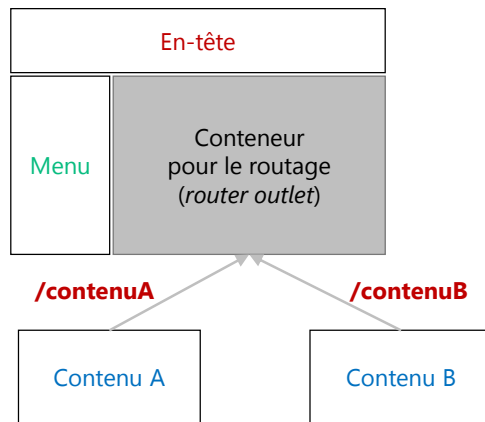 En-tête
Menu
Conteneur
pour le routage
(router outlet)
/contenuA
/contenuB
Contenu A
Contenu B